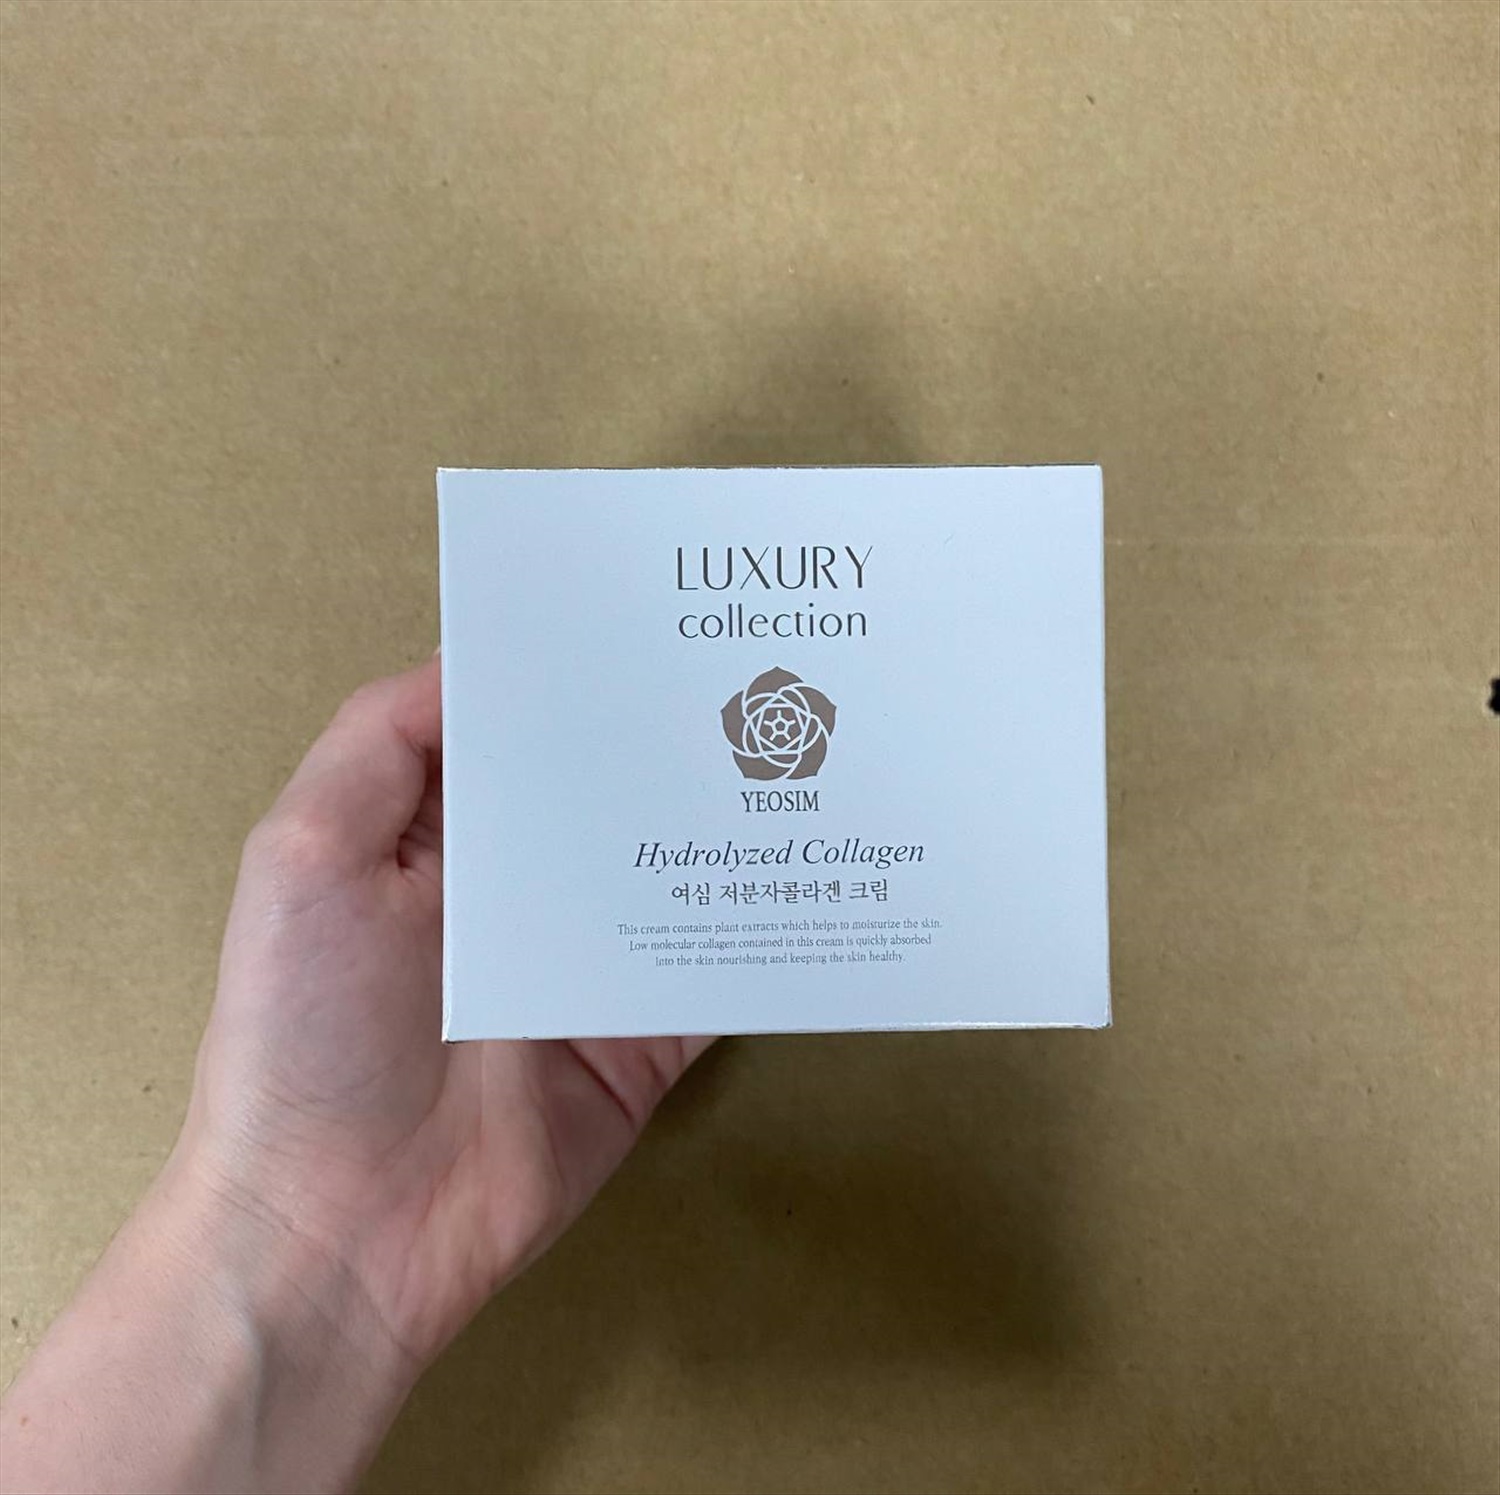 LUXURY
collection
YEOSIM
Hydrolyzed Collagen
여심 저분자콜라겐 크림
This cream contains plant extracts which helps to moisturize the skin.
Low molecular collagen contained in this cream is quickly absorbed
into the skin nourishing and keeping the skin healthy.